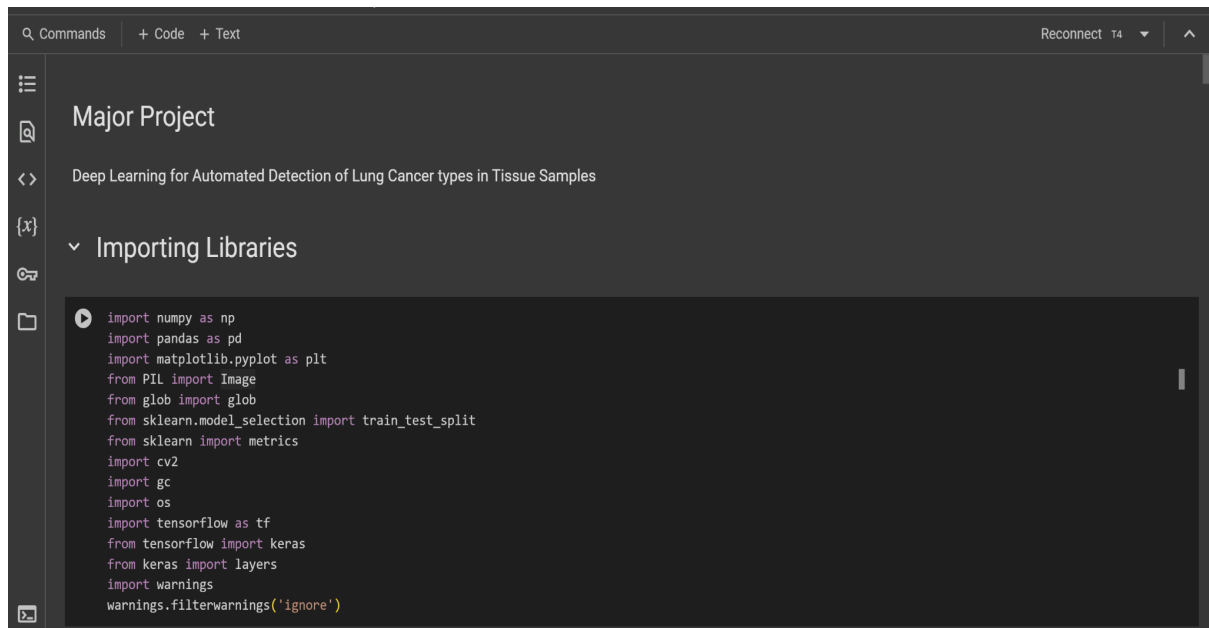 Commands + Code + Text Reconnect T4
Major Project
Deep Learning for Automated Detection of Lung Cancer types in Tissue Samples
{x}
Importing Libraries
import numpy as np
import pandas as pd
import matplotlib.pyplot as plt
from PIL import Image
from glob import glob
from sklearn.model_selection import train_test_split
from sklearn import metrics
import cv2
import gc
import os
import tensorflow as tf
from tensorflow import keras
from keras import layers
import warnings
warnings.filterwarnings('ignore')